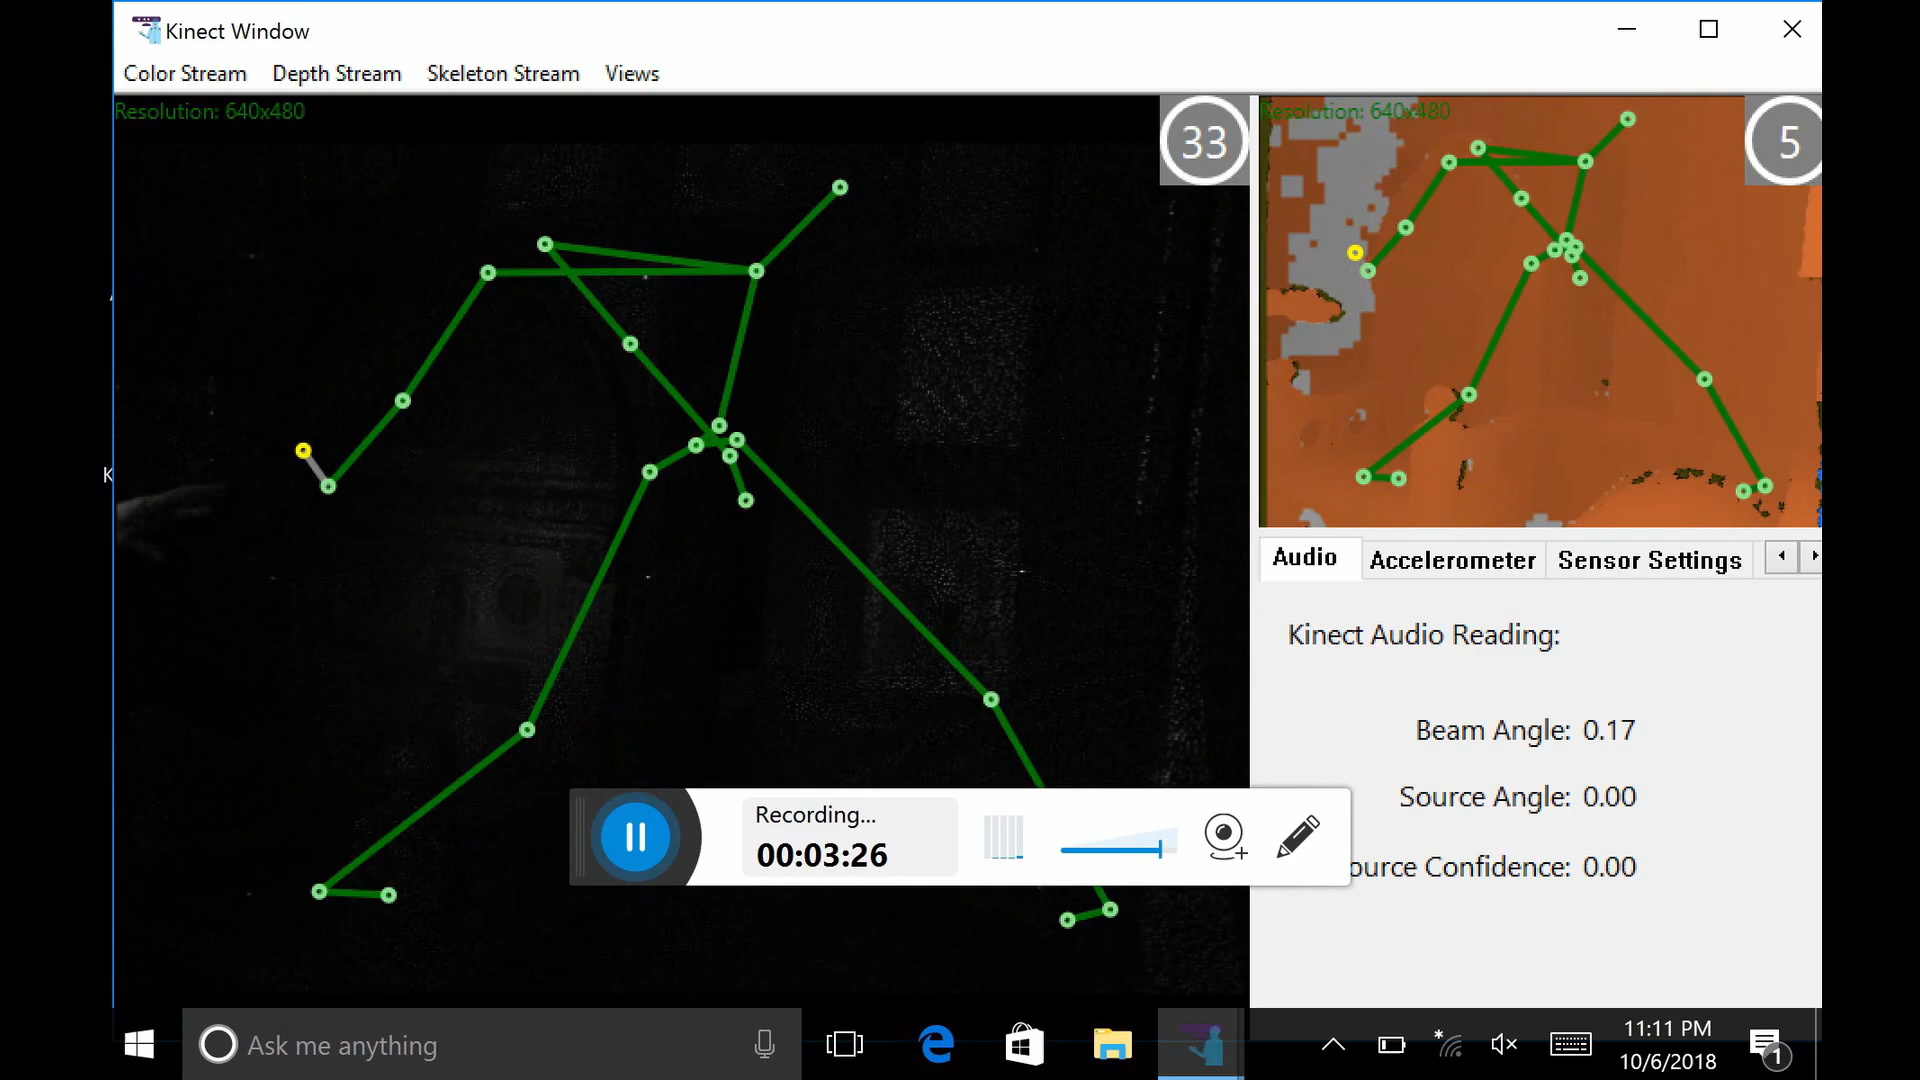 Kinect Window
Color Stream Depth Stream Skeleton Stream Views
Resolution: 640x480
33
Resolution: 640x480
5
Audio Accelerometer Sensor Settings
Kinect Audio Reading:
Beam Angle: 0.17
Source Angle: 0.00
ource Confidence: 0.00
Recording...
00:03:26
K
Ask me anything
11:11 PM
10/6/2018
1